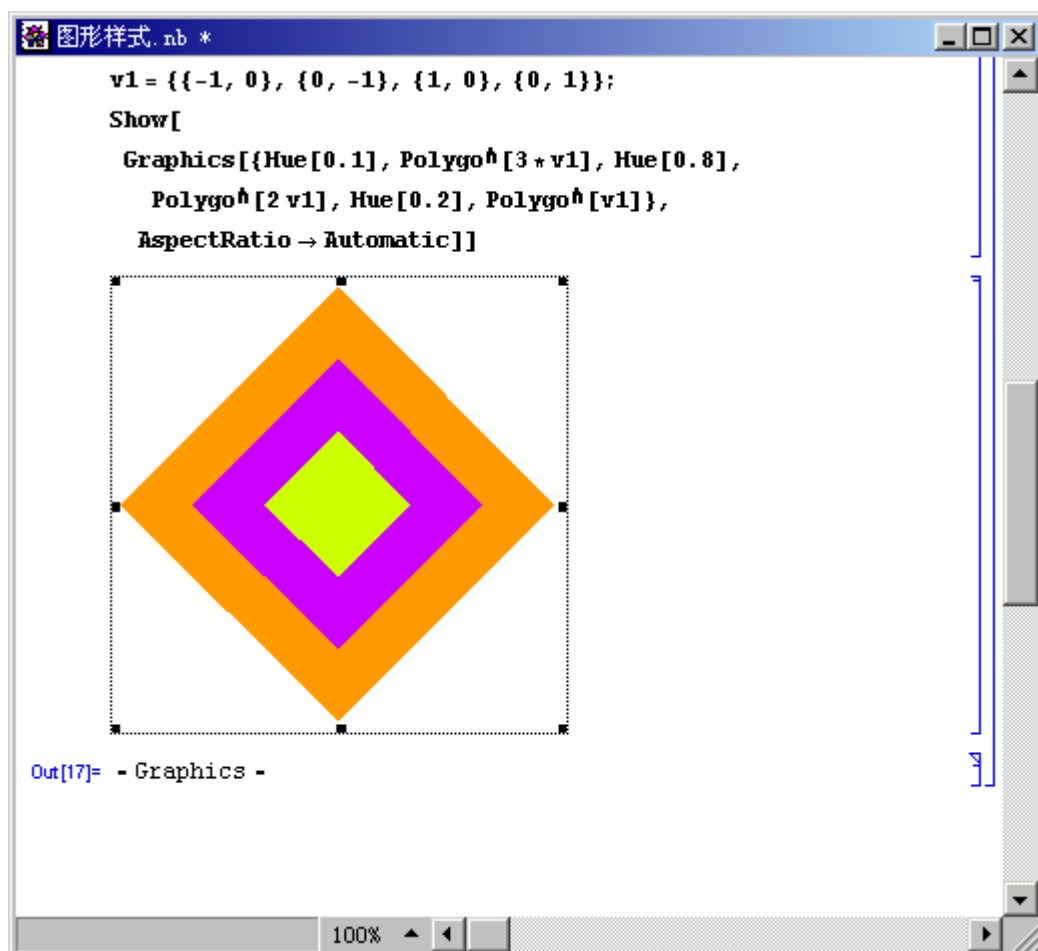 图形样式.nb *
v1 = {{-1, 0}, {0, -1}, {1, 0}, {0, 1}};
Show[
Graphics[{Hue[0.1], Polygon[3 * v1], Hue[0.8],
Polygon[2 v1], Hue[0.2], Polygon[v1]},
AspectRatio → Automatic]]
Out[17]= - Graphics -
100%